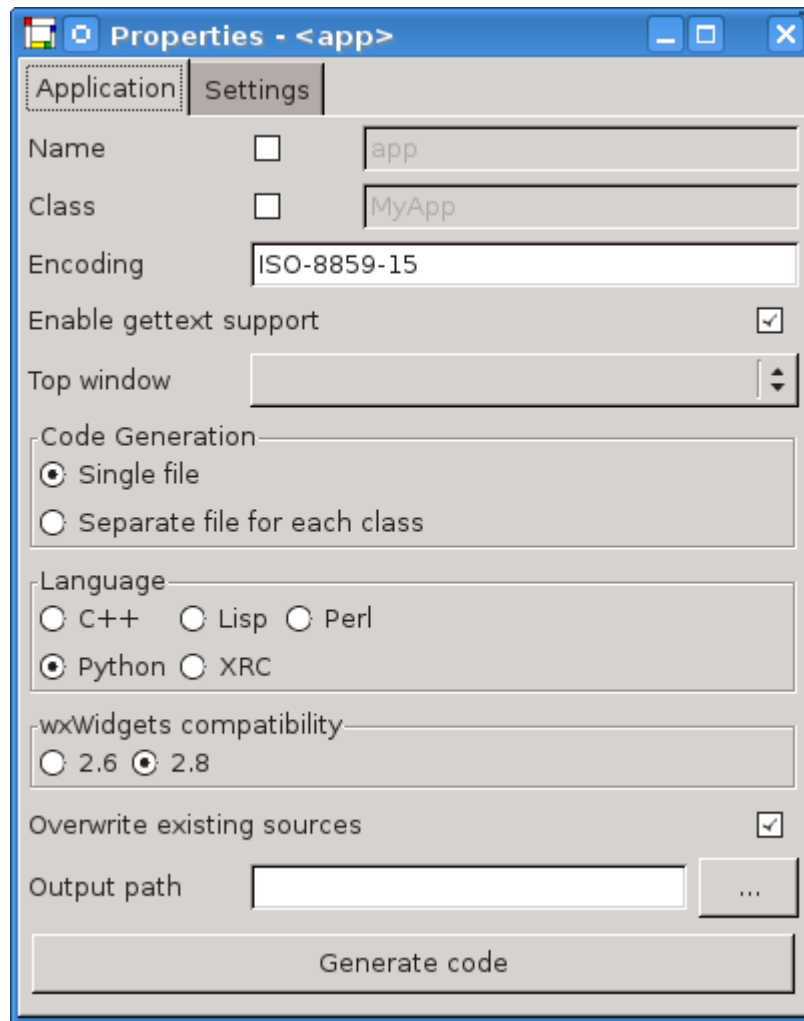 Properties - <app>
Application Settings
Name app
Class MyApp
Encoding ISO-8859-15
Enable gettext support
Top window
Code Generation
Single file
Separate file for each class
Language
C++ Lisp Perl
Python XRC
wxWidgets compatibility
2.6 2.8
Overwrite existing sources
Output path ...
Generate code